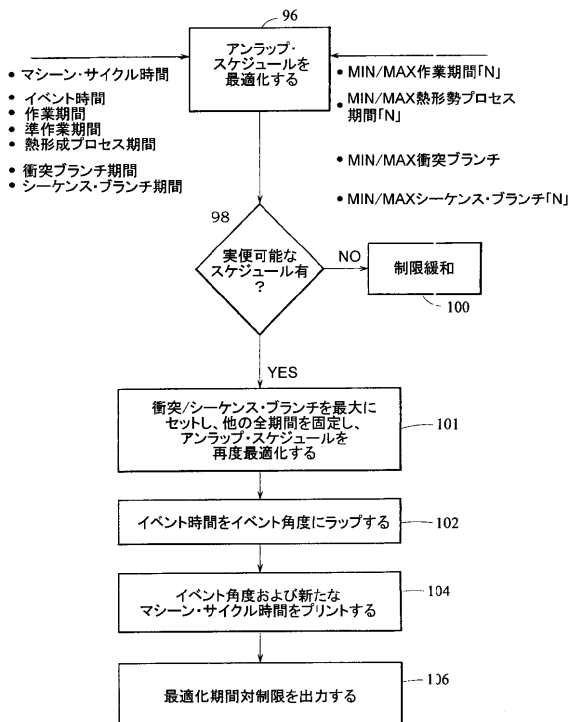 96
アンラップ・
スケジュールを
最適化する
• マシーン・サイクル時間
• イベント時間
• 作業期間
• 準作業期間
• 熱形成プロセス期間
• 衝突ブランチ期間
• シーケンス・ブランチ期間
• MIN/MAX作業期間「N」
• MIN/MAX熱形勢プロセス
期間「N」
• MIN/MAX衝突ブランチ
• MIN/MAXシーケンス・ブランチ「N」
98
実便可能な
スケジュール有
?
NO
制限緩和
100
YES
衝突/シーケンス・ブランチを最大に
セットし、他の全期間を固定し、
アンラップ・スケジュールを
再度最適化する
101
イベント時間をイベント角度にラップする
102
イベント角度および新たな
マシーン・サイクル時間をプリントする
104
最適化期間対制限を出力する
106